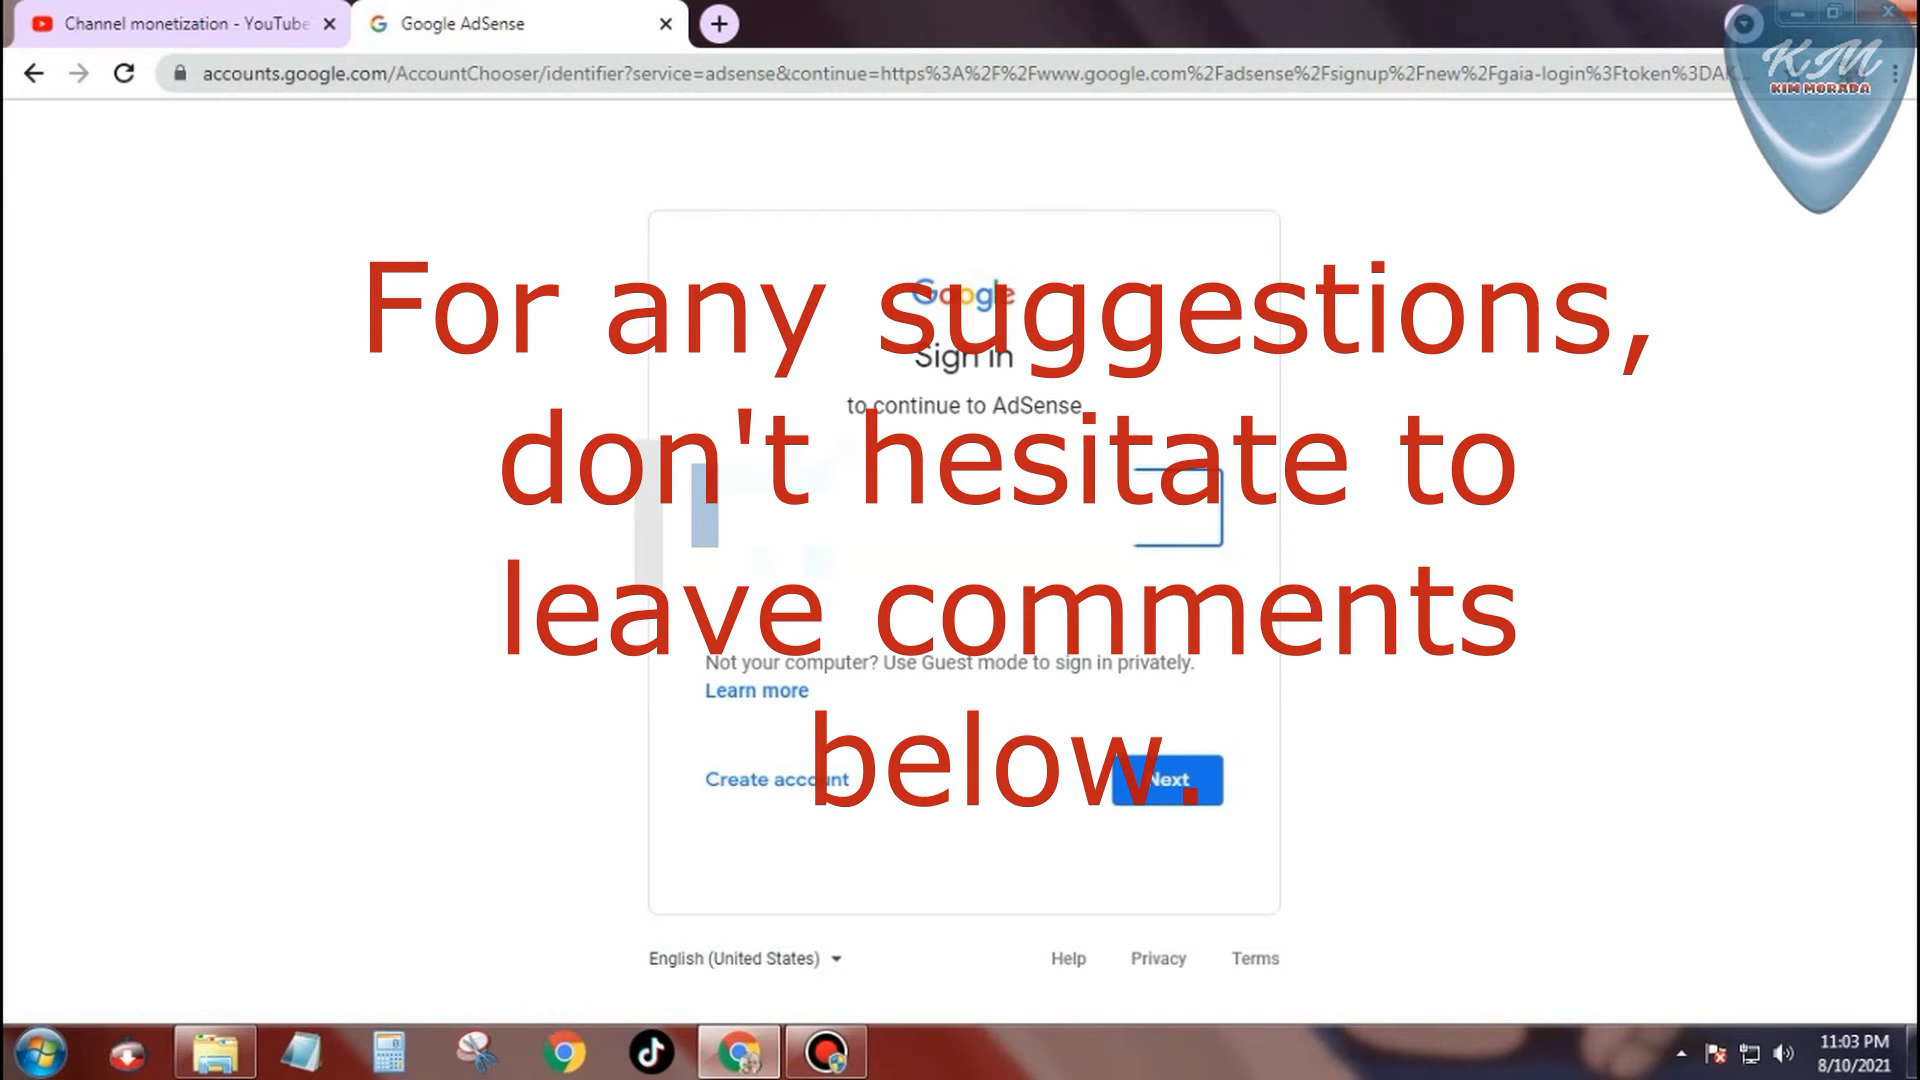 Channel monetization - YouTube
Google AdSense
accounts.google.com/AccountChooser/identifier?service=adsense&continue=https%3A%2F%2Fwww.google.com%2Fadsense%2Fsignup%2Fnew%2Fgaia-login%3Ftoken%3DAK...
KM
KIM MORADA
Google
Sign in
to continue to AdSense
For any suggestions,
don't hesitate to
leave comments
below.
Not your computer? Use Guest mode to sign in privately.
Learn more
Create account
Next
English (United States)
Help Privacy Terms
11:03 PM
8/10/2021